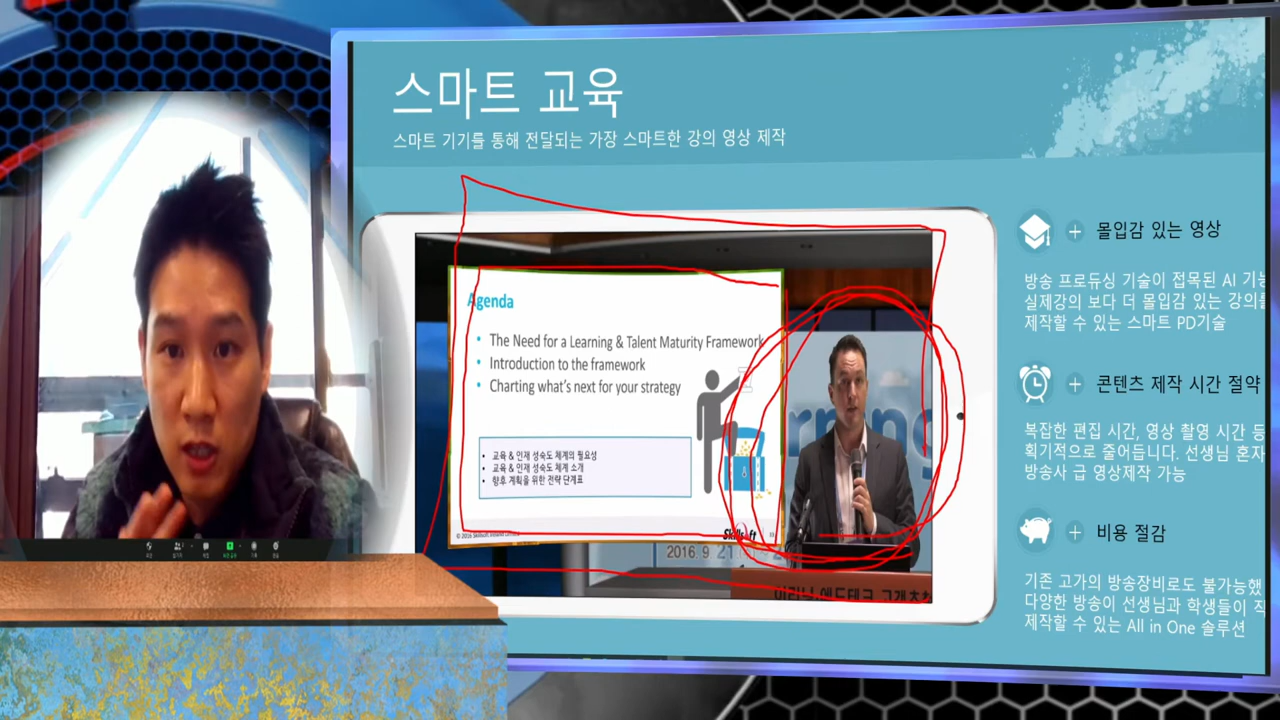 스마트 교육
스마트 기기를 통해 전달되는 가장 스마트한 강의 영상 제작
Agenda
• The Need for a Learning & Talent Maturity Framework
• Introduction to the framework
• Charting what's next for your strategy
• 교육 & 인재 성숙도 체계의 필요성
• 교육 & 인재 성숙도 체계 소개
• 향후 계획을 위한 전략 단계표
© 2016 Skillsoft Ireland Limited
Skillsoft
rning
2016. 9. 21
+ 몰입감 있는 영상
방송 프로듀싱 기술이 접목된 AI 기능
실제강의 보다 더 몰입감 있는 강의를
제작할 수 있는 스마트 PD기술
+ 콘텐츠 제작 시간 절약
복잡한 편집 시간, 영상 촬영 시간 등
획기적으로 줄어듭니다. 선생님 혼자
방송사 급 영상제작 가능
+ 비용 절감
기존 고가의 방송장비로도 불가능했
다양한 방송이 선생님과 학생들이 직
제작할 수 있는 All in One 솔루션